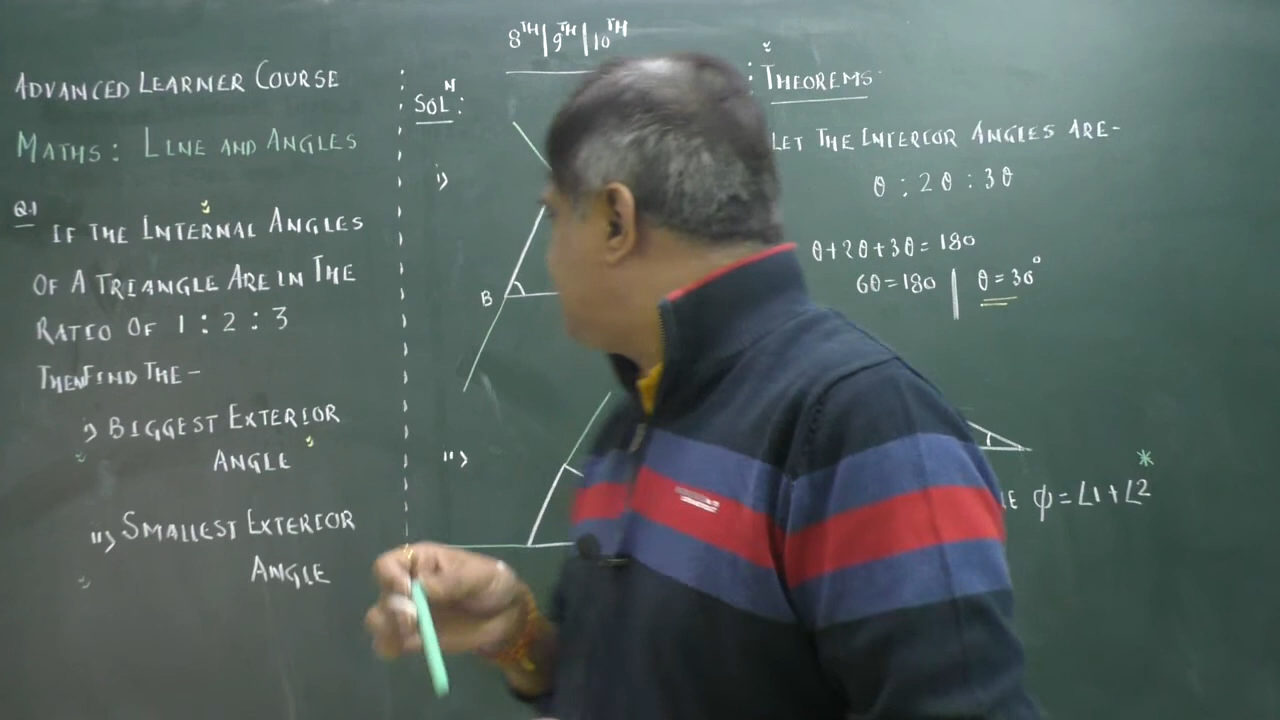 8TH | 9TH | 10TH
ADVANCED LEARNER COURSE
MATHS: LINE AND ANGLES
Q.1 IF THE INTERNAL ANGLES
OF A TRIANGLE ARE IN THE
RATIO OF 1 : 2 : 3
THEN FIND THE -
i) BIGGEST EXTERIOR
ANGLE
ii) SMALLEST EXTERIOR
ANGLE
SOLN:
i)
B
ii)
THEOREMS
LET THE INTERIOR ANGLES ARE-
θ : 2θ : 3θ
θ+2θ+3θ=180
6θ=180 | θ=30°
ϕ=∠1+∠2 *